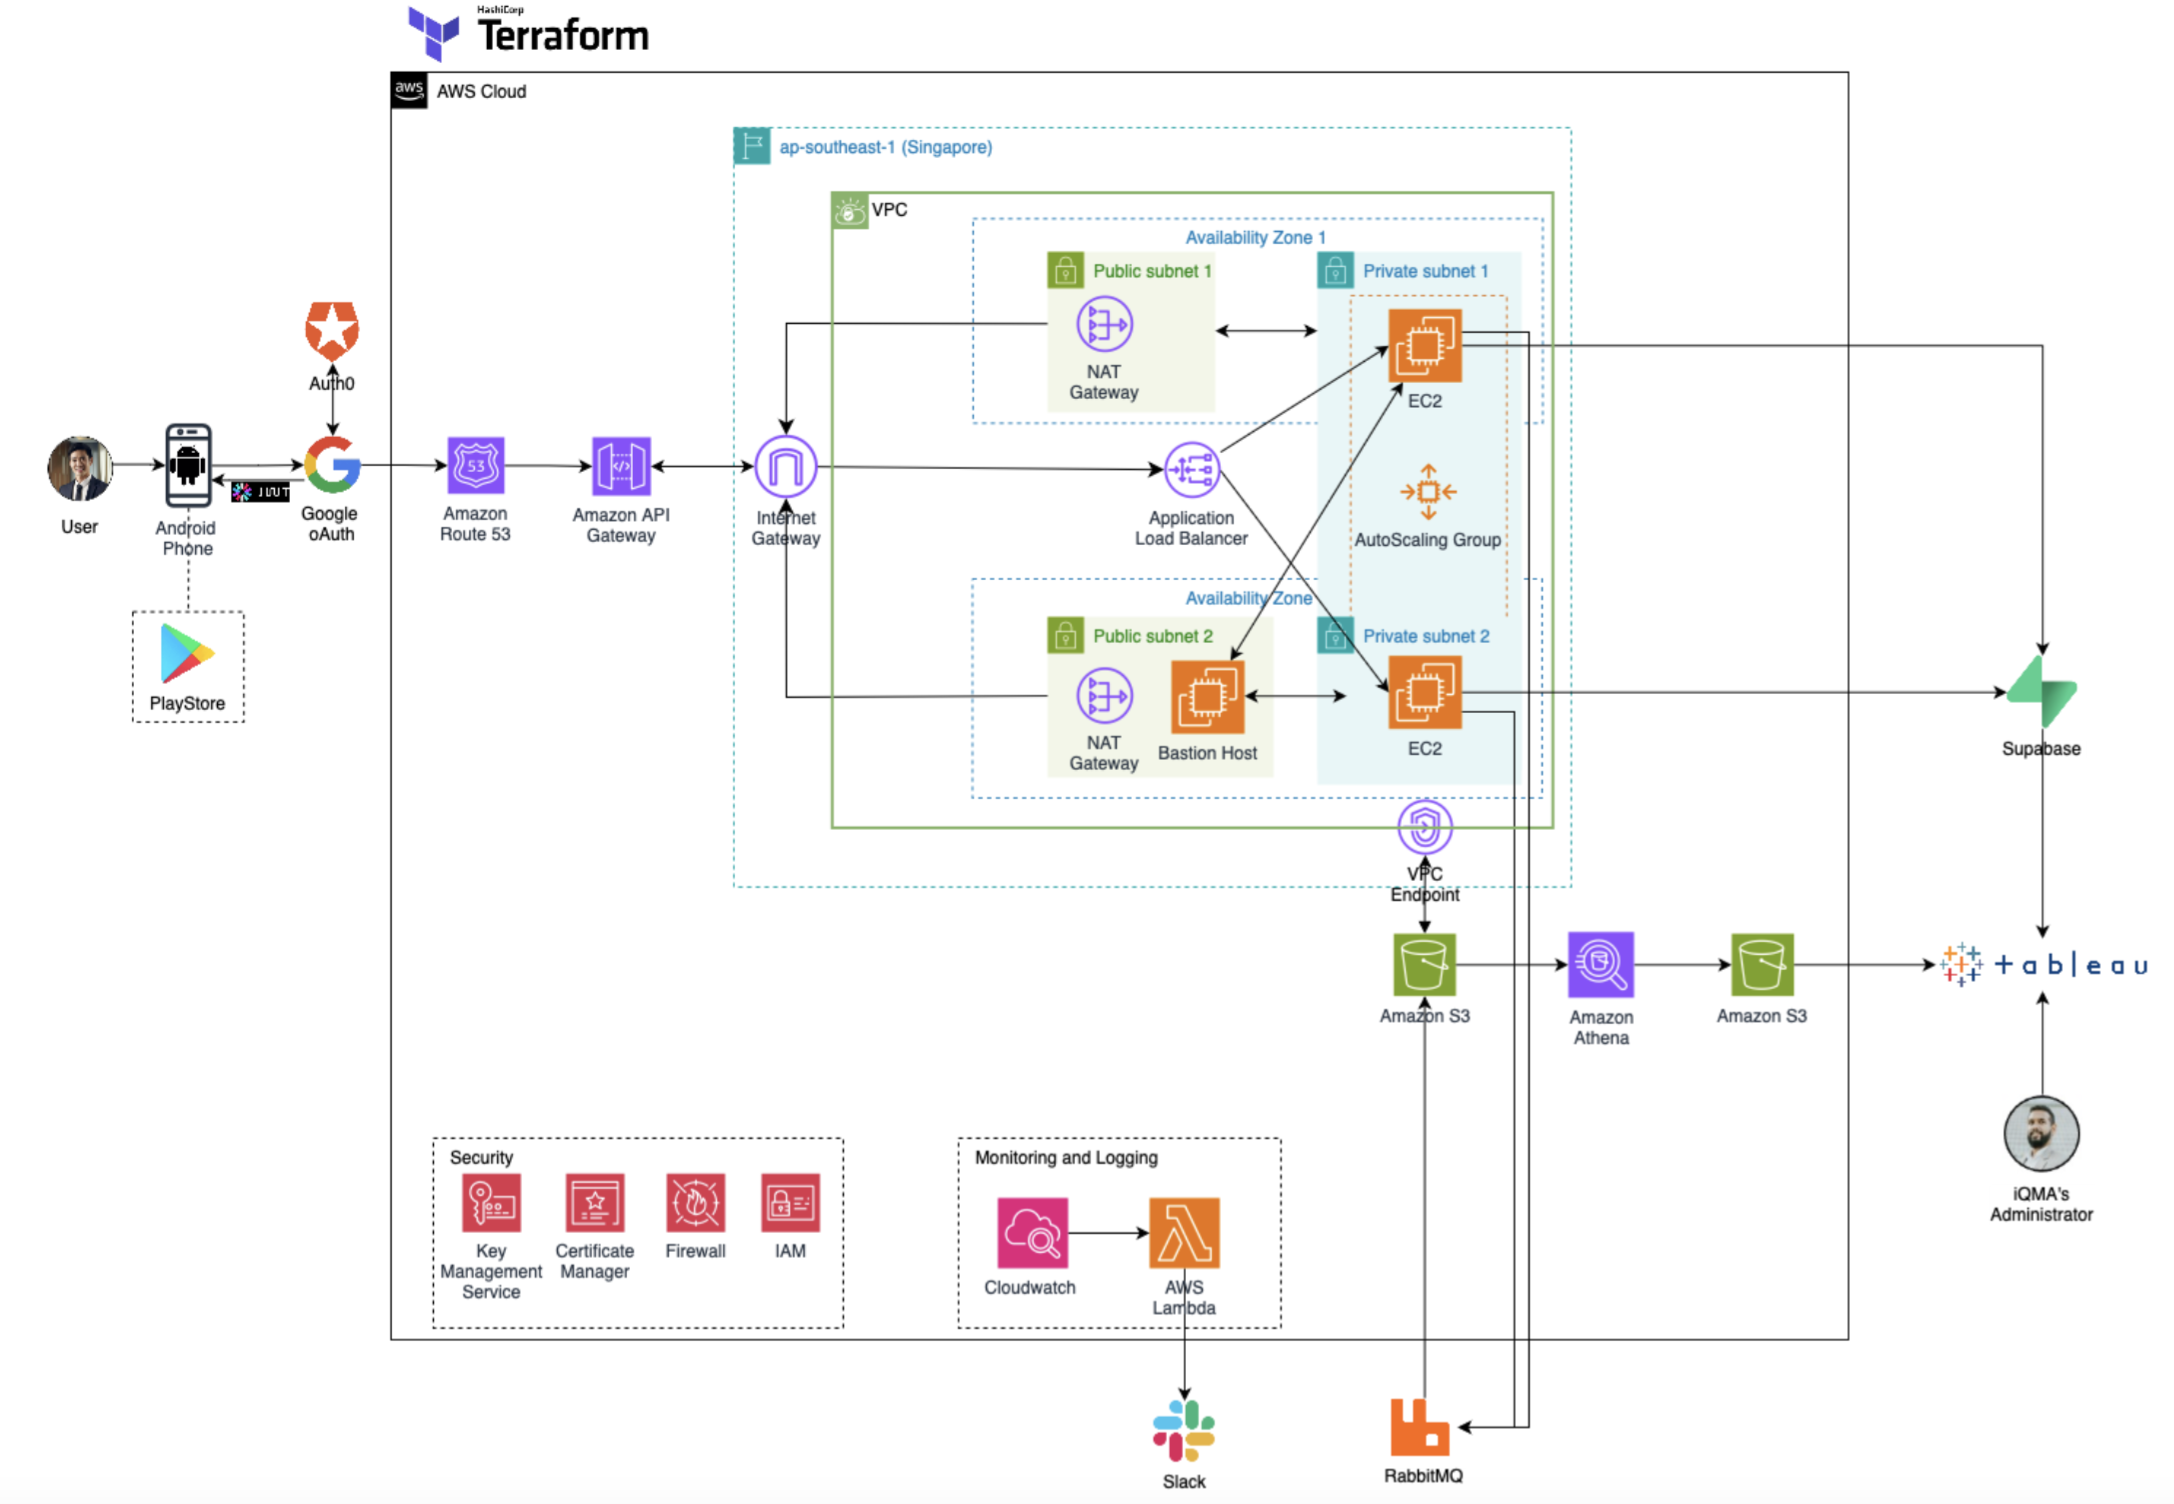 HashiCorp
Terraform
aws
AWS Cloud
ap-southeast-1 (Singapore)
VPC
Availability Zone 1
Public subnet 1
Private subnet 1
NAT
Gateway
EC2
Auth0
User
Android
Phone
JWT
Google
oAuth
53
Amazon
Route 53
Amazon API
Gateway
Internet
Gateway
Application
Load Balancer
AutoScaling Group
Availability Zone
Public subnet 2
Private subnet 2
NAT
Gateway
Bastion Host
EC2
PlayStore
Supabase
VPC
Endpoint
Amazon S3
Amazon
Athena
Amazon S3
+ableau
iQMA's
Administrator
Security
Key
Management
Service
Certificate
Manager
Firewall
IAM
Monitoring and Logging
Cloudwatch
AWS
Lambda
Slack
RabbitMQ